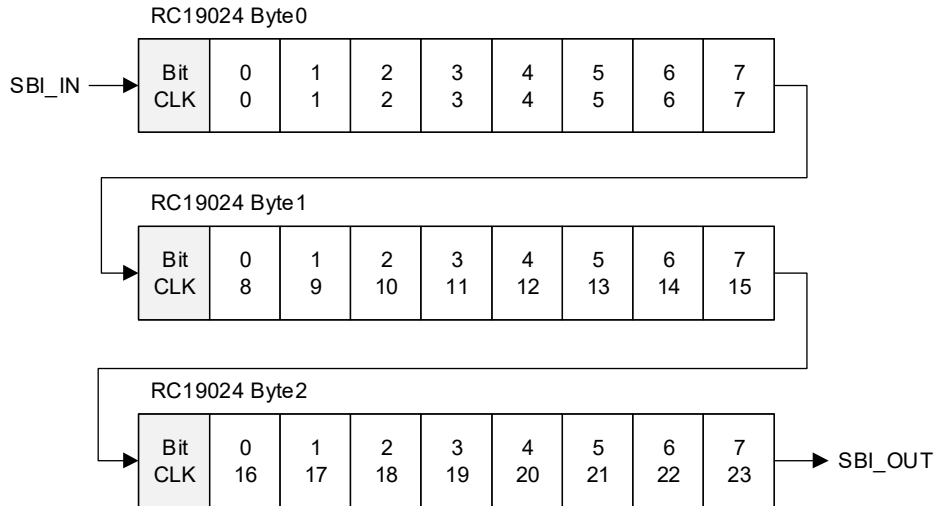 RC19024 Byte0
SBI_IN
Bit 0 1 2 3 4 5 6 7
CLK 0 1 2 3 4 5 6 7
RC19024 Byte1
Bit 0 1 2 3 4 5 6 7
CLK 8 9 10 11 12 13 14 15
RC19024 Byte2
Bit 0 1 2 3 4 5 6 7
CLK 16 17 18 19 20 21 22 23
SBI_OUT